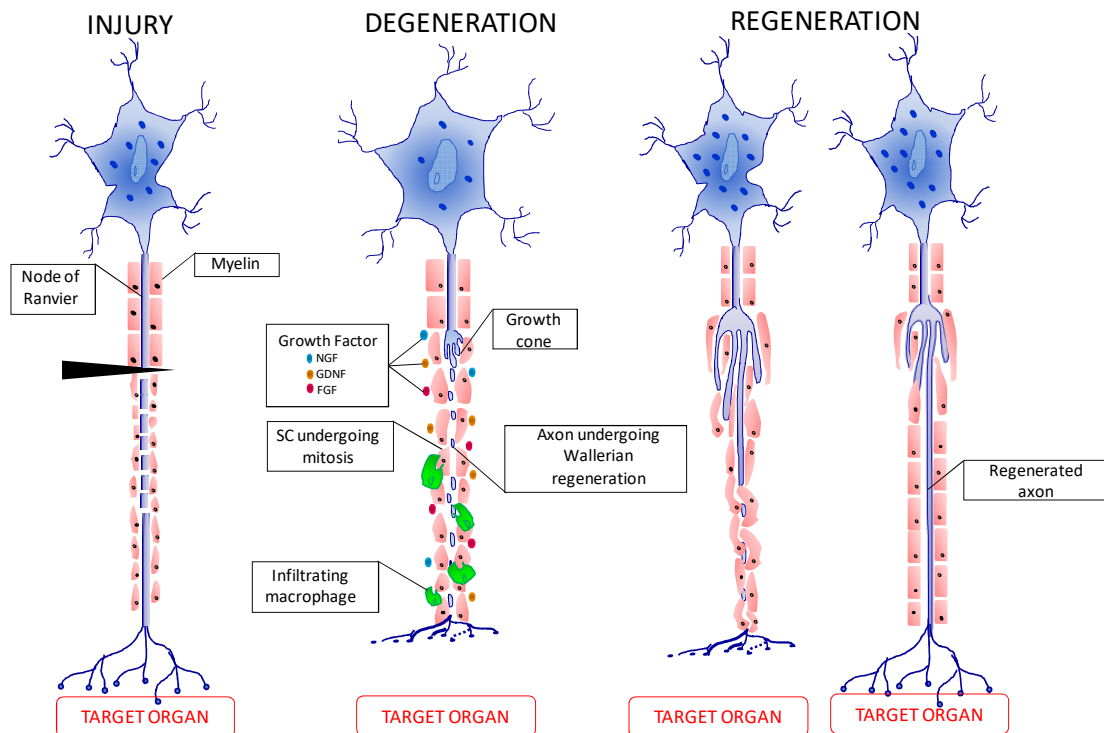 INJURY
DEGENERATION
REGENERATION
Node of
Ranvier
Myelin
Growth Factor
NGF
GDNF
FGF
Growth
cone
SC undergoing
mitosis
Axon undergoing
Wallerian
regeneration
Regenerated
axon
Infiltrating
macrophage
TARGET ORGAN
TARGET ORGAN
TARGET ORGAN
TARGET ORGAN